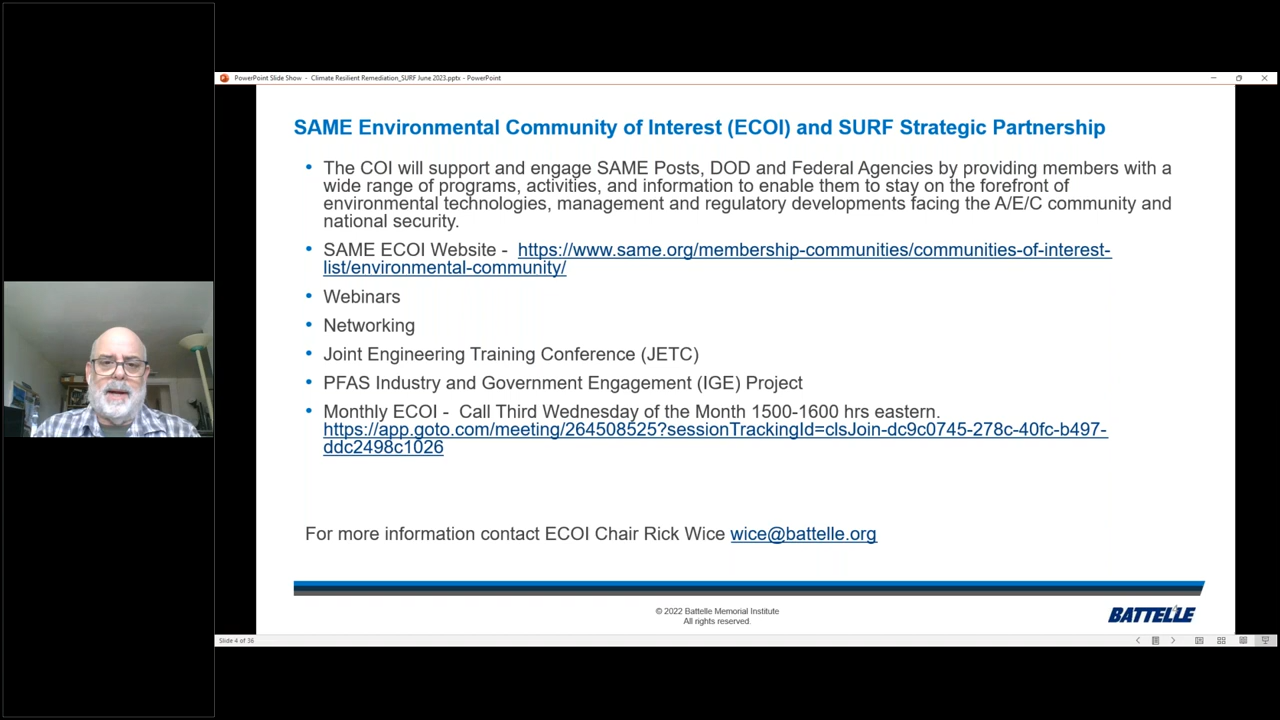 PowerPoint Slide Show - Climate Resilient Remediation_SURF June 2023.pptx - PowerPoint
SAME Environmental Community of Interest (ECOI) and SURF Strategic Partnership
• The COI will support and engage SAME Posts, DOD and Federal Agencies by providing members with a
wide range of programs, activities, and information to enable them to stay on the forefront of
environmental technologies, management and regulatory developments facing the A/E/C community and
national security.
• SAME ECOI Website - https://www.same.org/membership-communities/communities-of-interest-
list/environmental-community/
• Webinars
• Networking
• Joint Engineering Training Conference (JETC)
• PFAS Industry and Government Engagement (IGE) Project
• Monthly ECOI - Call Third Wednesday of the Month 1500-1600 hrs eastern.
https://app.goto.com/meeting/264508525?sessionTrackingId=clsJoin-dc9c0745-278c-40fc-b497-
ddc2498c1026
For more information contact ECOI Chair Rick Wice wice@battelle.org
© 2022 Battelle Memorial Institute
All rights reserved.
BATTELLE
Slide 4 of 36